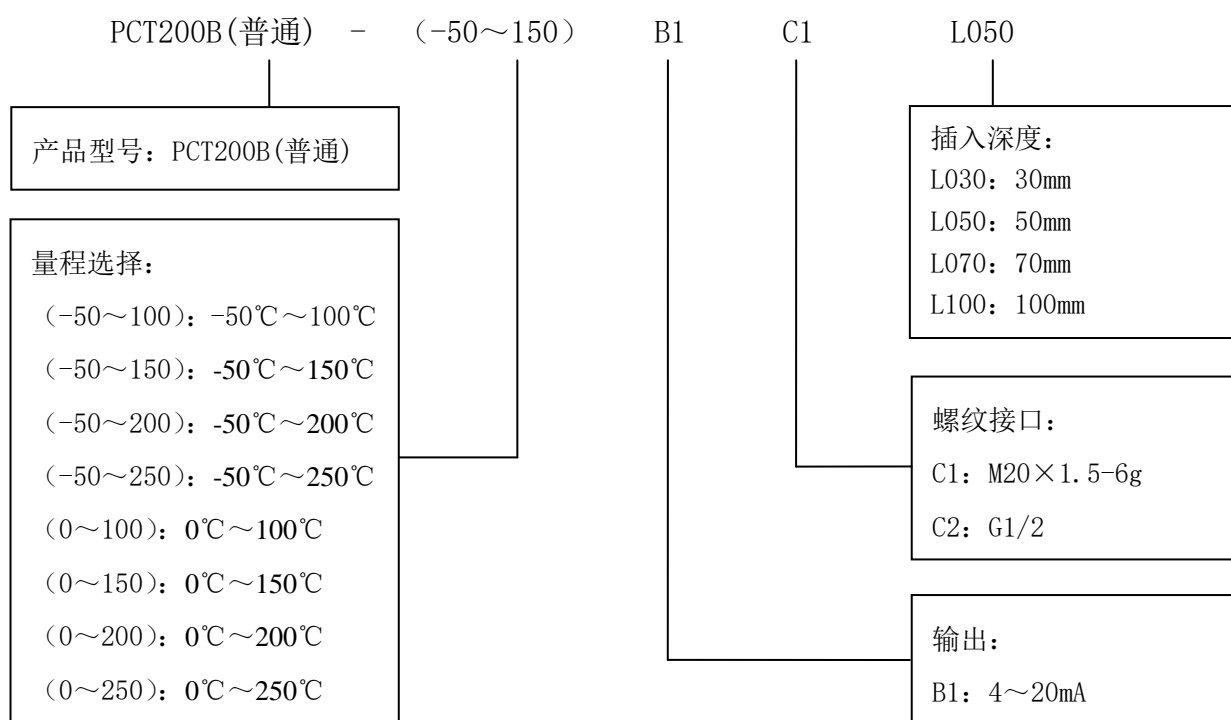 PCT200B(普通) - （-50～150） B1 C1 L050
产品型号：PCT200B(普通)
量程选择：
（-50～100）：-50℃～100℃
（-50～150）：-50℃～150℃
（-50～200）：-50℃～200℃
（-50～250）：-50℃～250℃
（0～100）：0℃～100℃
（0～150）：0℃～150℃
（0～200）：0℃～200℃
（0～250）：0℃～250℃
插入深度：
L030：30mm
L050：50mm
L070：70mm
L100：100mm
螺纹接口：
C1：M20×1.5-6g
C2：G1/2
输出：
B1：4～20mA